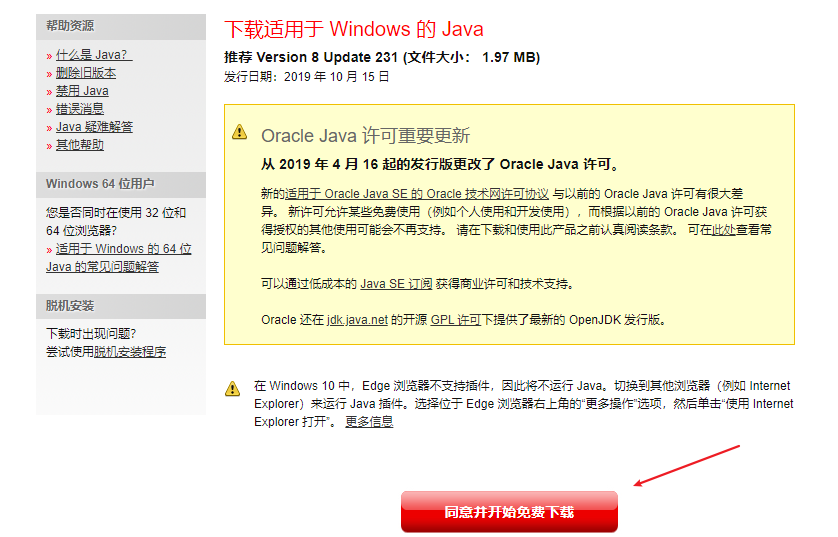 帮助资源
» 什么是 Java?
» 删除旧版本
» 禁用 Java
» 错误消息
» Java 疑难解答
» 其他帮助
Windows 64 位用户
您是否同时在使用 32 位和
64 位浏览器?
» 适用于 Windows 的 64 位
Java 的常见问题解答
脱机安装
下载时出现问题?
尝试使用脱机安装程序
下载适用于 Windows 的 Java
推荐 Version 8 Update 231 (文件大小： 1.97 MB)
发行日期：2019 年 10 月 15 日
Oracle Java 许可重要更新
从 2019 年 4 月 16 起的发行版更改了 Oracle Java 许可。
新的适用于 Oracle Java SE 的 Oracle 技术网许可协议 与以前的 Oracle Java 许可有很大差
异。 新许可允许某些免费使用（例如个人使用和开发使用），而根据以前的 Oracle Java 许可获
得授权的其他使用可能会不再支持。 请在下载和使用此产品之前认真阅读条款。 可在此处查看常
见问题解答。
可以通过低成本的 Java SE 订阅 获得商业许可和技术支持。
Oracle 还在 jdk.java.net 的开源 GPL 许可下提供了最新的 OpenJDK 发行版。
在 Windows 10 中，Edge 浏览器不支持插件，因此将不运行 Java。切换到其他浏览器（例如 Internet
Explorer）来运行 Java 插件。选择位于 Edge 浏览器右上角的“更多操作”选项，然后单击“使用 Internet
Explorer 打开”。 更多信息
同意并开始免费下载